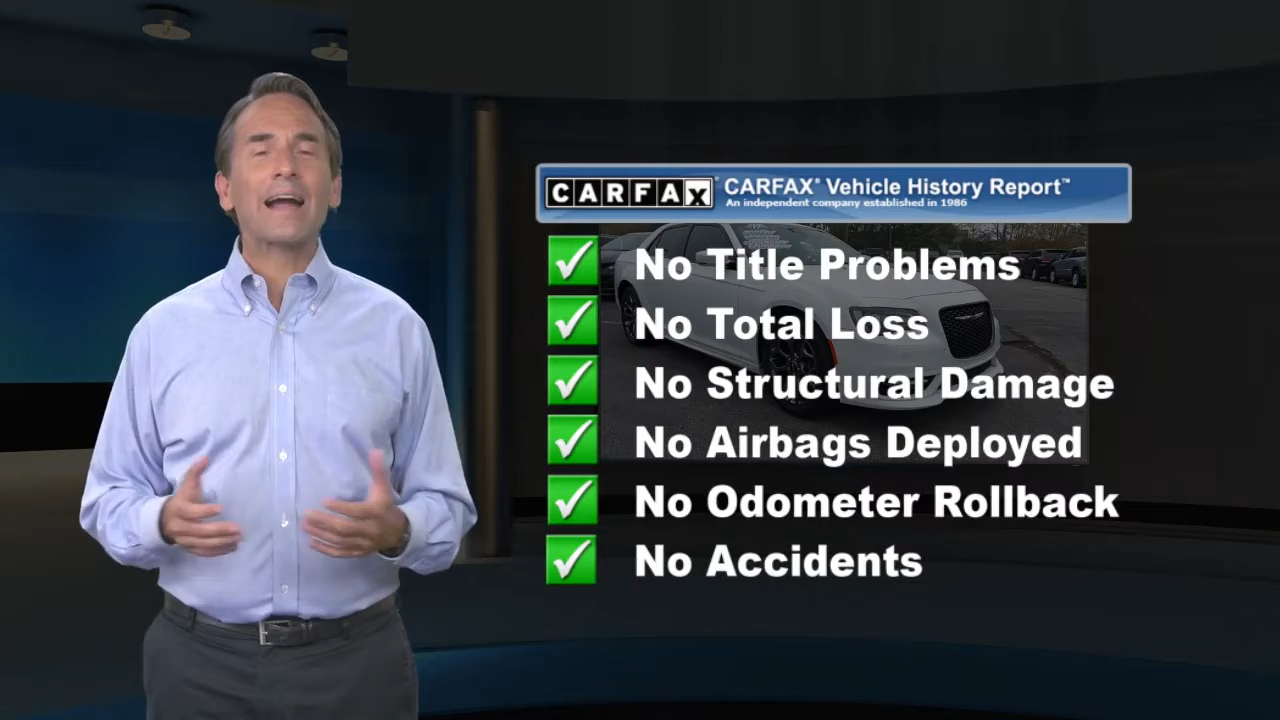 CARFAX® CARFAX® Vehicle History Report™
An independent company established in 1986
No Title Problems
No Total Loss
No Structural Damage
No Airbags Deployed
No Odometer Rollback
No Accidents